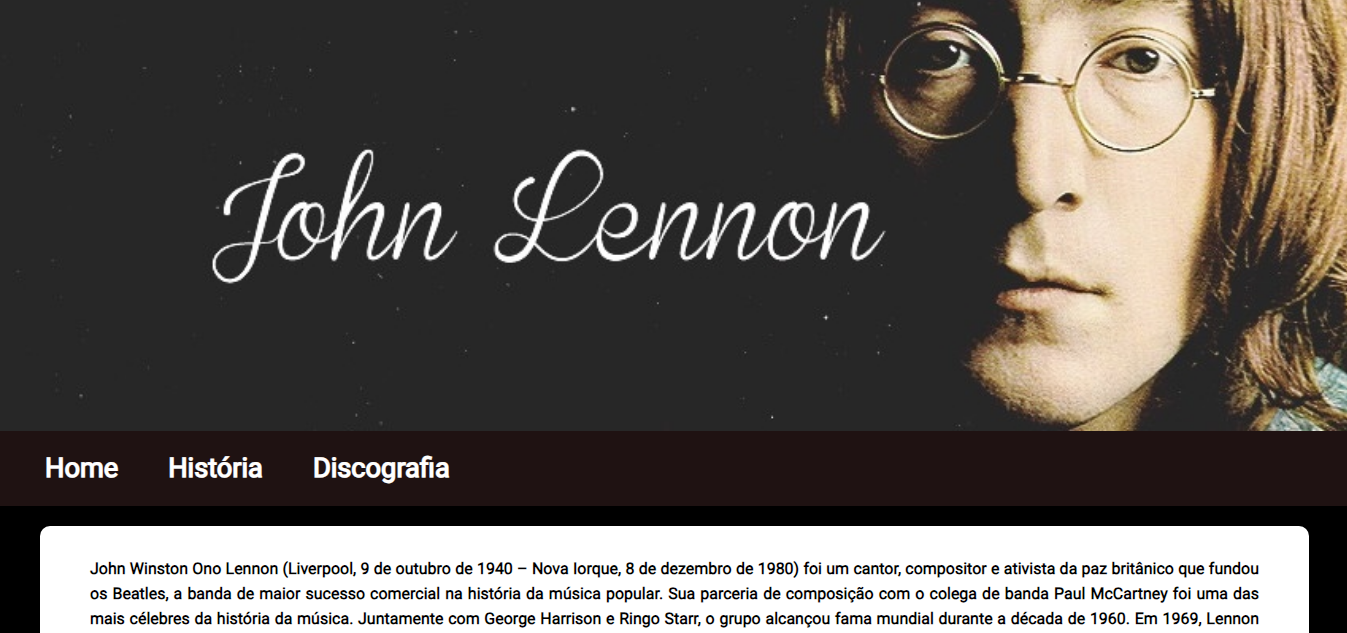 John Lennon
Home História Discografia
John Winston Ono Lennon (Liverpool, 9 de outubro de 1940 – Nova Iorque, 8 de dezembro de 1980) foi um cantor, compositor e ativista da paz britânico que fundou
os Beatles, a banda de maior sucesso comercial na história da música popular. Sua parceria de composição com o colega de banda Paul McCartney foi uma das
mais célebres da história da música. Juntamente com George Harrison e Ringo Starr, o grupo alcançou fama mundial durante a década de 1960. Em 1969, Lennon